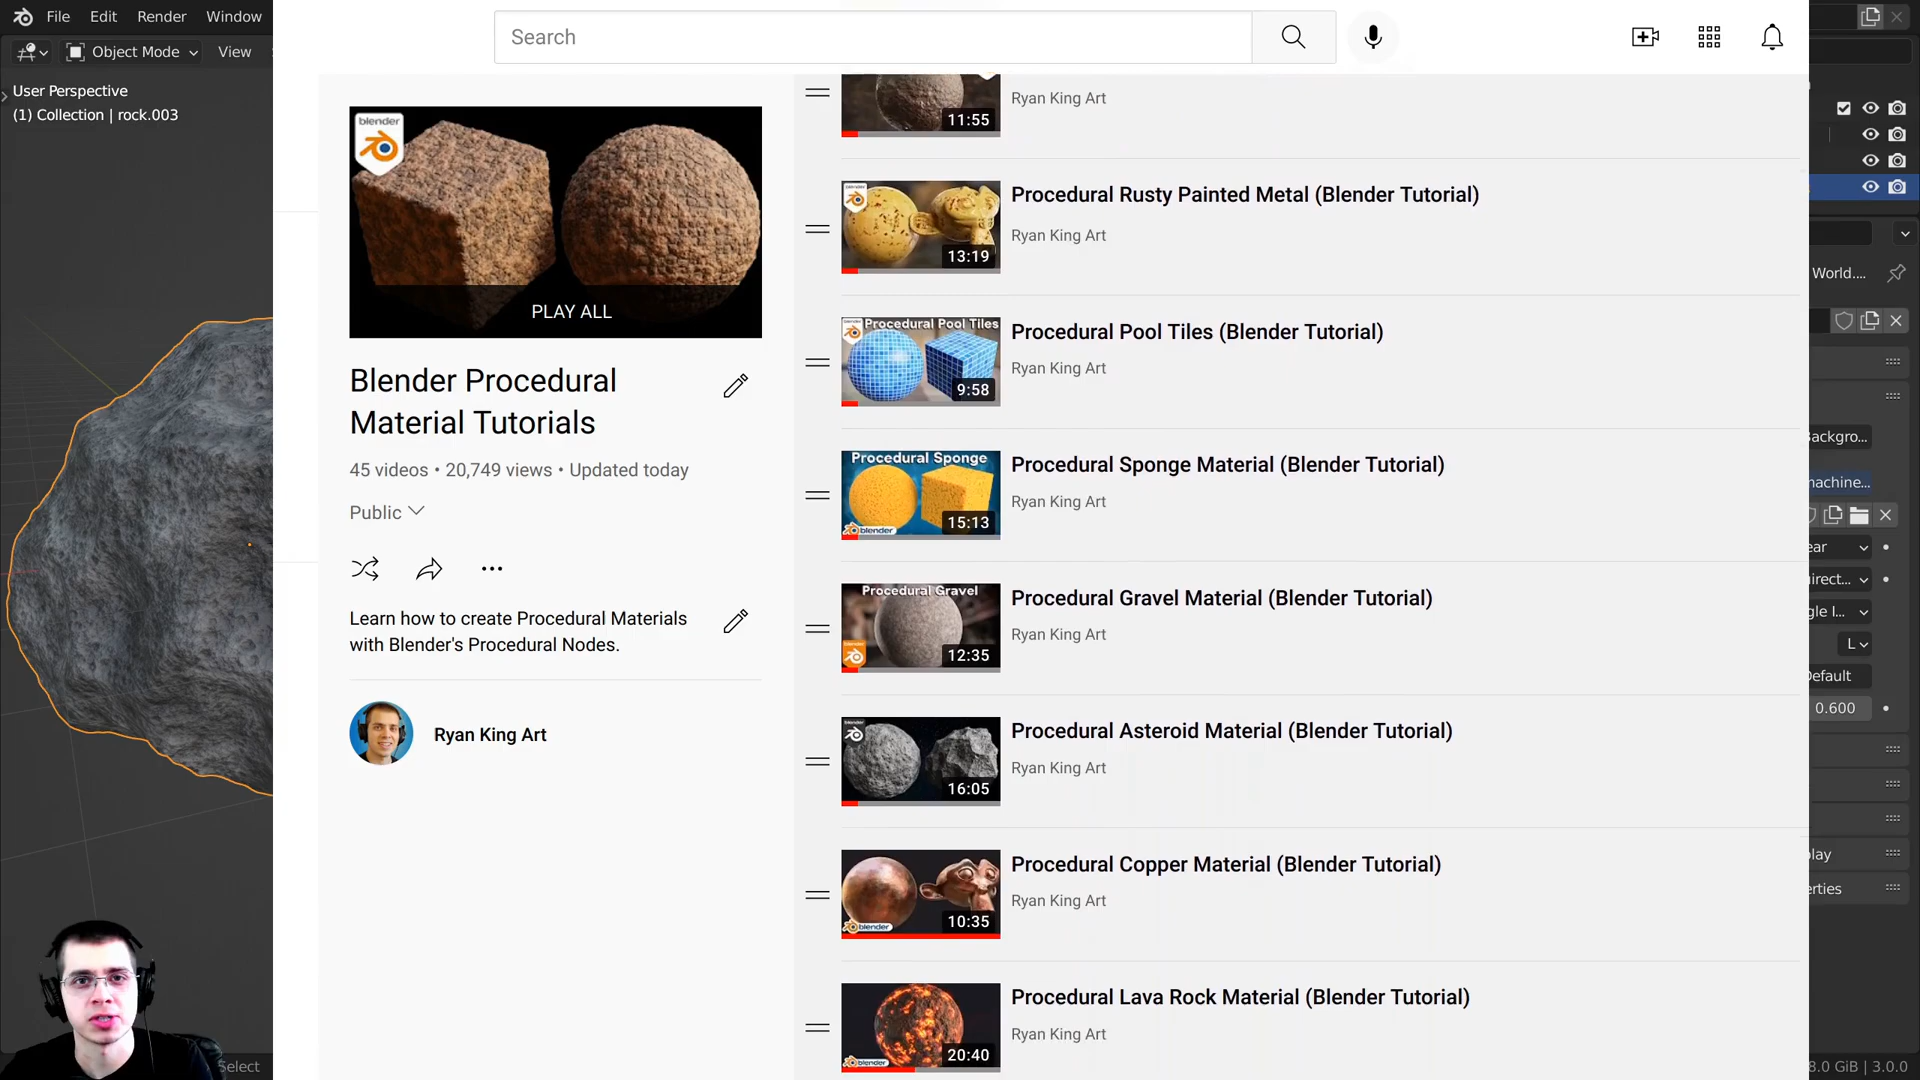 File Edit Render Window
Object Mode View
User Perspective
(1) Collection | rock.003
Search
blender
PLAY ALL
Blender Procedural
Material Tutorials
45 videos • 20,749 views • Updated today
Public
Learn how to create Procedural Materials
with Blender's Procedural Nodes.
Ryan King Art
11:55
Ryan King Art
Procedural Rusty Painted Metal (Blender Tutorial)
Ryan King Art
13:19
Procedural Pool Tiles
Procedural Pool Tiles (Blender Tutorial)
Ryan King Art
9:58
Procedural Sponge
Procedural Sponge Material (Blender Tutorial)
Ryan King Art
15:13
blender
Procedural Gravel
Procedural Gravel Material (Blender Tutorial)
Ryan King Art
12:35
Procedural Asteroid Material (Blender Tutorial)
Ryan King Art
16:05
Procedural Copper Material (Blender Tutorial)
Ryan King Art
10:35
blender
Procedural Lava Rock Material (Blender Tutorial)
Ryan King Art
20:40
blender
World....
ackgro...
machine...
ear
irect...
gle I...
L
Default
0.600
play
erties
Select
8.0 GiB | 3.0.0